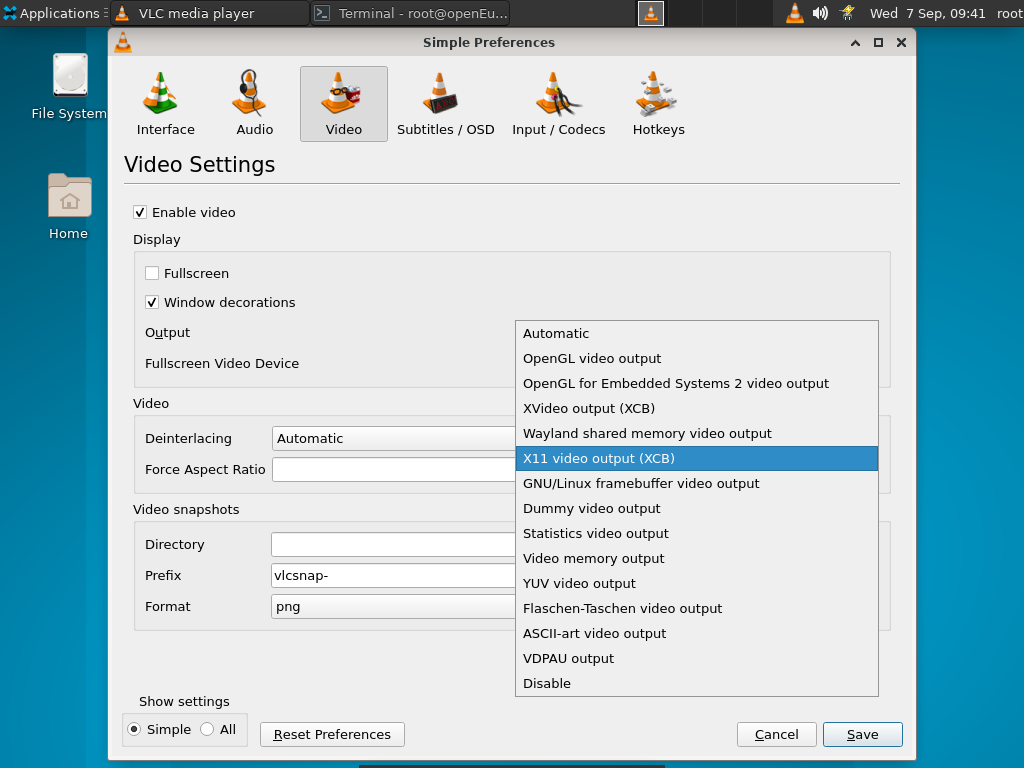 Applications
VLC media player
Terminal - root@openEu...
Wed 7 Sep, 09:41
root
Simple Preferences
File System
Home
Interface
Audio
Video
Subtitles / OSD
Input / Codecs
Hotkeys
Video Settings
Enable video
Display
Fullscreen
Window decorations
Output
Fullscreen Video Device
Automatic
OpenGL video output
OpenGL for Embedded Systems 2 video output
XVideo output (XCB)
Wayland shared memory video output
X11 video output (XCB)
GNU/Linux framebuffer video output
Dummy video output
Statistics video output
Video memory output
YUV video output
Flaschen-Taschen video output
ASCII-art video output
VDPAU output
Disable
Video
Deinterlacing
Automatic
Force Aspect Ratio
Video snapshots
Directory
Prefix
vlcsnap-
Format
png
Show settings
Simple
All
Reset Preferences
Cancel
Save